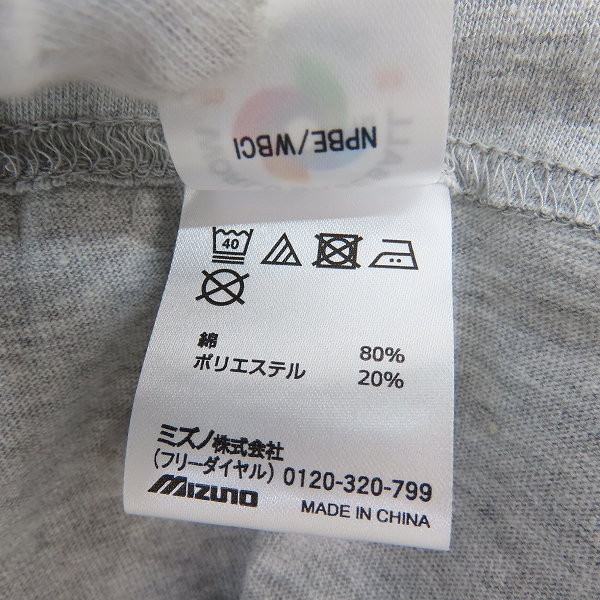 NPBE/WBCI
40
綿 80%
ポリエステル 20%
ミズノ株式会社
(フリーダイヤル) 0120-320-799
MIZUNO MADE IN CHINA